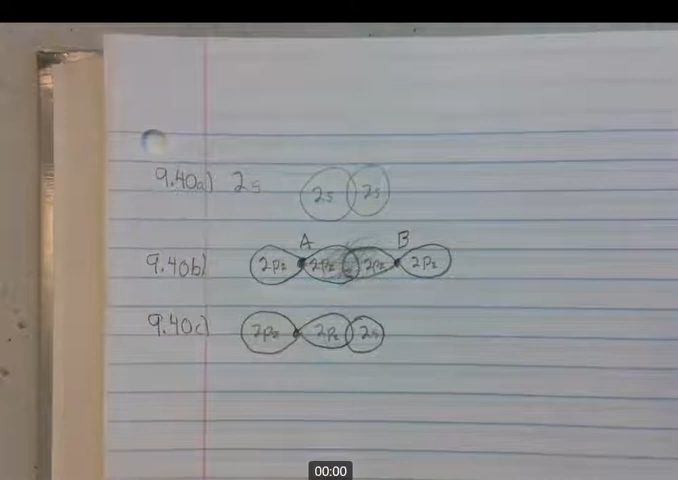 9.40a) 2s 2s 2s
A B
9.40b) 2pz 2pz 2pz 2pz
9.40c) 2pz 2pz 2s
00:00